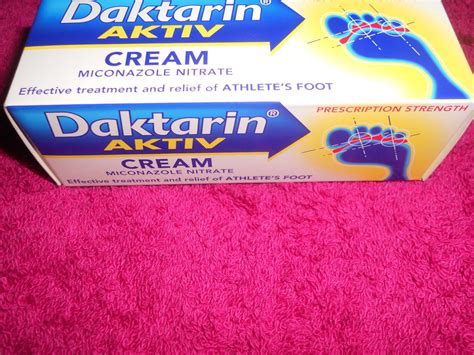 Daktarin®
AKTIV
CREAM
MICONAZOLE NITRATE
Effective treatment and relief of ATHLETE'S FOOT
PRESCRIPTION STRENGTH
Daktarin®
AKTIV
CREAM
MICONAZOLE NITRATE
Effective treatment and relief of ATHLETE'S FOOT